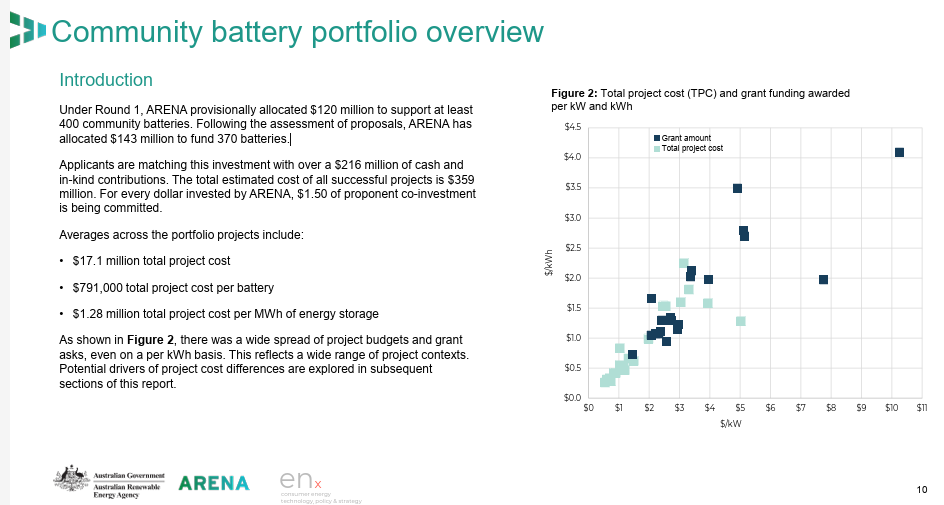 Community battery portfolio overview
Introduction
Under Round 1, ARENA provisionally allocated $120 million to support at least
400 community batteries. Following the assessment of proposals, ARENA has
allocated $143 million to fund 370 batteries.
Applicants are matching this investment with over a $216 million of cash and
in-kind contributions. The total estimated cost of all successful projects is $359
million. For every dollar invested by ARENA, $1.50 of proponent co-investment
is being committed.
Averages across the portfolio projects include:
• $17.1 million total project cost
• $791,000 total project cost per battery
• $1.28 million total project cost per MWh of energy storage
As shown in Figure 2, there was a wide spread of project budgets and grant
asks, even on a per kWh basis. This reflects a wide range of project contexts.
Potential drivers of project cost differences are explored in subsequent
sections of this report.
Figure 2: Total project cost (TPC) and grant funding awarded
per kW and kWh
Grant amount
Total project cost
$4.5
$4.0
$3.5
$3.0
$2.5
$2.0
$1.5
$1.0
$0.5
$0.0
$/kWh
$0 $1 $2 $3 $4 $5 $6 $7 $8 $9 $10 $11
$/kW
Australian Government
Australian Renewable
Energy Agency
ARENA
enx
consumer energy
technology, policy & strategy
10